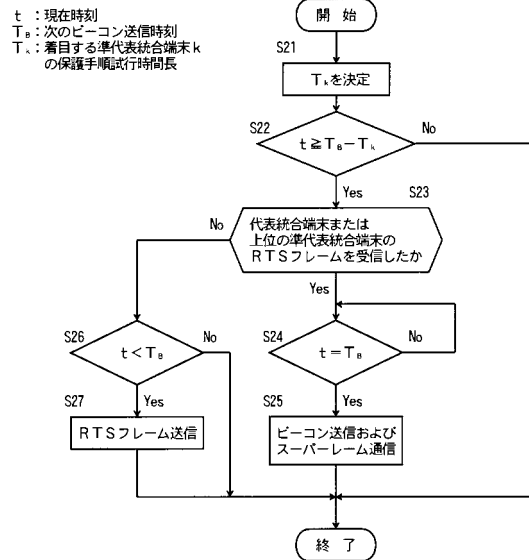 t ：現在時刻
T_B：次のビーコン送信時刻
T_k：着目する準代表統合端末k
の保護手順試行時間長
開 始
S21
T_kを決定
S22
t≧T_B－T_k
No
Yes
S23
代表統合端末または
上位の準代表統合端末の
RTSフレームを受信したか
No
Yes
S26
t＜T_B
No
S24
t＝T_B
No
Yes
S27
RTSフレーム送信
Yes
S25
ビーコン送信および
スーパーレーム通信
終 了